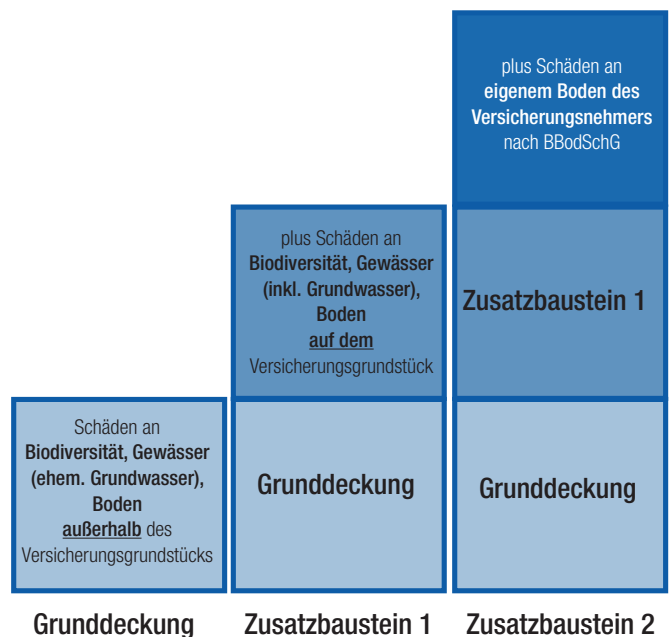 plus Schäden an
eigenem Boden des
Versicherungsnehmers
nach BBodSchG
plus Schäden an
Biodiversität, Gewässer
(inkl. Grundwasser),
Boden
auf dem
Versicherungsgrundstück
Zusatzbaustein 1
Schäden an
Biodiversität, Gewässer
(ehem. Grundwasser),
Boden
außerhalb des
Versicherungsgrundstücks
Grunddeckung
Grunddeckung
Grunddeckung
Zusatzbaustein 1
Zusatzbaustein 2